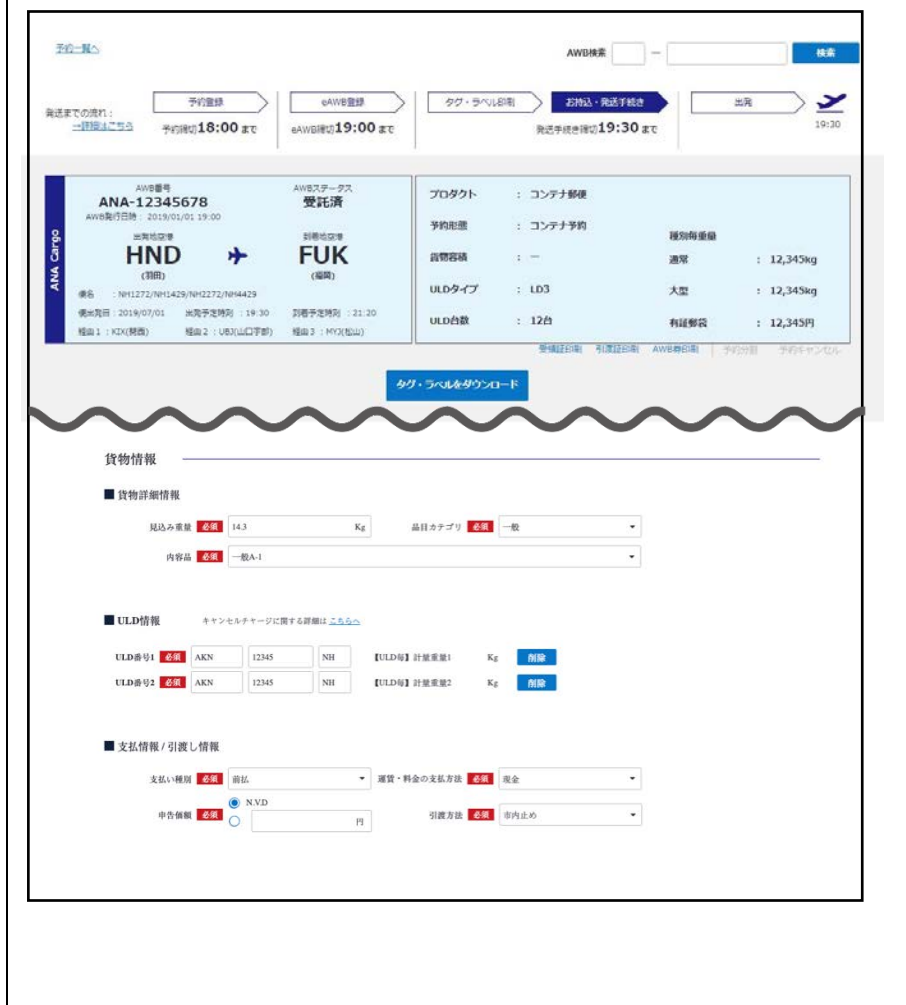 予約一覧へ
AWB検索 － 検索
発送までの流れ：
→詳細はこちら
予約登録
予約締切18:00 まで
eAWB登録
eAWB締切19:00 まで
タグ・ラベル印刷
お持込・発送手続き
発送手続き締切19:30 まで
出発
19:30
ANA Cargo
AWB番号
ANA-12345678
AWB発行日時： 2019/01/01 19:00
AWBステータス
受託済
出発地空港
HND
(羽田)
到着地空港
FUK
(福岡)
便名 ：NH1272/NH1429/NH2272/NH4429
便出発日：2019/07/01 出発予定時刻 ：19:30 到着予定時刻 ：21:20
経由1 ：KIX(関西) 経由2 ：UBJ(山口宇部) 経由3 ：MYJ(松山)
プロダクト ： コンテナ郵便
予約形態 ： コンテナ予約
貨物容積 ： －
ULDタイプ ： LD3
ULD台数 ： 12台
種別毎重量
通常 ： 12,345kg
大型 ： 12,345kg
有証郵袋 ： 12,345円
受領証印刷 引渡証印刷 AWB券印刷 予約分割 予約キャンセル
タグ・ラベルをダウンロード
貨物情報
■ 貨物詳細情報
見込み重量 必須 14.3 Kg 品目カテゴリ 必須 一般
内容品 必須 一般A-1
■ ULD情報 キャンセルチャージに関する詳細は こちらへ
ULD番号1 必須 AKN 12345 NH 【ULD毎】計量重量1 Kg 削除
ULD番号2 必須 AKN 12345 NH 【ULD毎】計量重量2 Kg 削除
■ 支払情報 / 引渡し情報
支払い種別 必須 前払 運賃・料金の支払方法 必須 現金
申告価額 必須 N.V.D
円
引渡方法 必須 市内止め